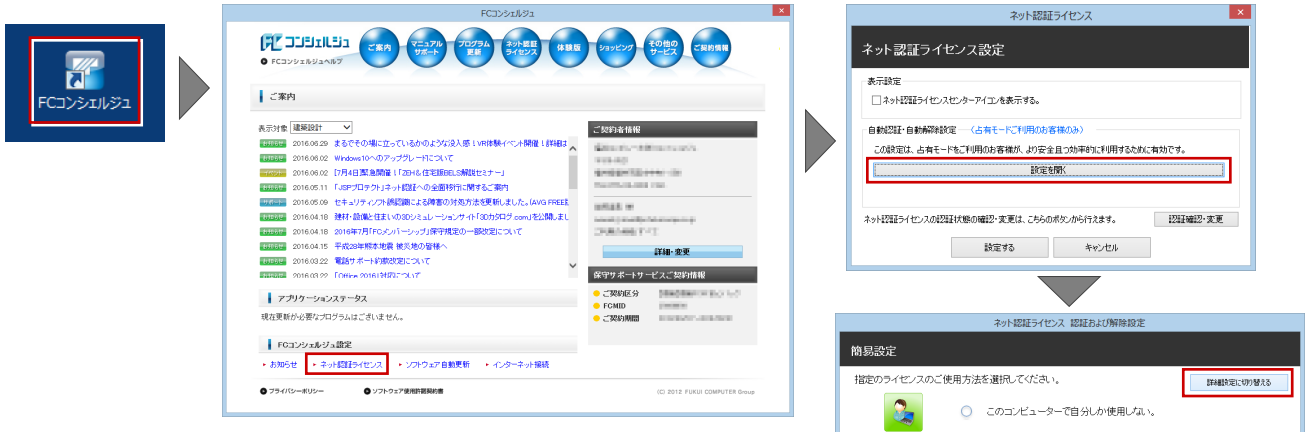 FCコンシェルジュ
FCコンシェルジュ
FC コンシェルジュ
FCコンシェルジュヘルプ
ご案内
マニュアル
サポート
プログラム
更新
ネット認証
ライセンス
体験版
ショッピング
その他の
サービス
ご契約情報
ご案内
表示対象 建築設計
お知らせ 2016.06.29 まるでその場に立っているかのような没入感！VR体験イベント開催！詳細は
お知らせ 2016.06.02 Windows10へのアップグレードについて
2016.06.02 [7月4日]緊急開催！「ZEH&住宅版BELS解説セミナー」
お知らせ 2016.05.11 「JSPプロテクト」ネット認証への全面移行に関するご案内
サポート 2016.05.09 セキュリティソフト誤認識による障害の対処方法を更新しました。(AVG FREE
お知らせ 2016.04.18 建材・設備と住まいの3Dシミュレーションサイト「3Dカタログ.com」を公開しまし
お知らせ 2016.04.18 2016年7月「FCメンバーシップ」保守規定の一部改定について
お知らせ 2016.04.15 平成28年熊本地震 被災地の皆様へ
お知らせ 2016.03.22 電話サポート約款改定について
お知らせ 2016.03.22 「Office 2016」対応について
アプリケーションステータス
現在更新が必要なプログラムはございません。
FCコンシェルジュ設定
お知らせ ネット認証ライセンス ソフトウェア自動更新 インターネット接続
プライバシーポリシー ソフトウェア使用許諾契約書 (C) 2012 FUKUI COMPUTER Group
ご契約者情報
詳細・変更
保守サポートサービスご契約情報
ご契約区分
FCMID
ご契約期間
ネット認証ライセンス
ネット認証ライセンス設定
表示設定
ネット認証ライセンスセンターアイコンを表示する。
自動認証・自動解除設定 (占有モードご利用のお客様のみ)
この設定は、占有モードをご利用のお客様が、より安全且つ効率的に利用するために有効です。
設定を開く
ネット認証ライセンスの認証状態の確認・変更は、こちらのボタンから行えます。 認証確認・変更
設定する キャンセル
ネット認証ライセンス 認証および解除設定
簡易設定
指定のライセンスのご使用方法を選択してください。 詳細設定に切り替える
このコンピューターで自分しか使用しない。